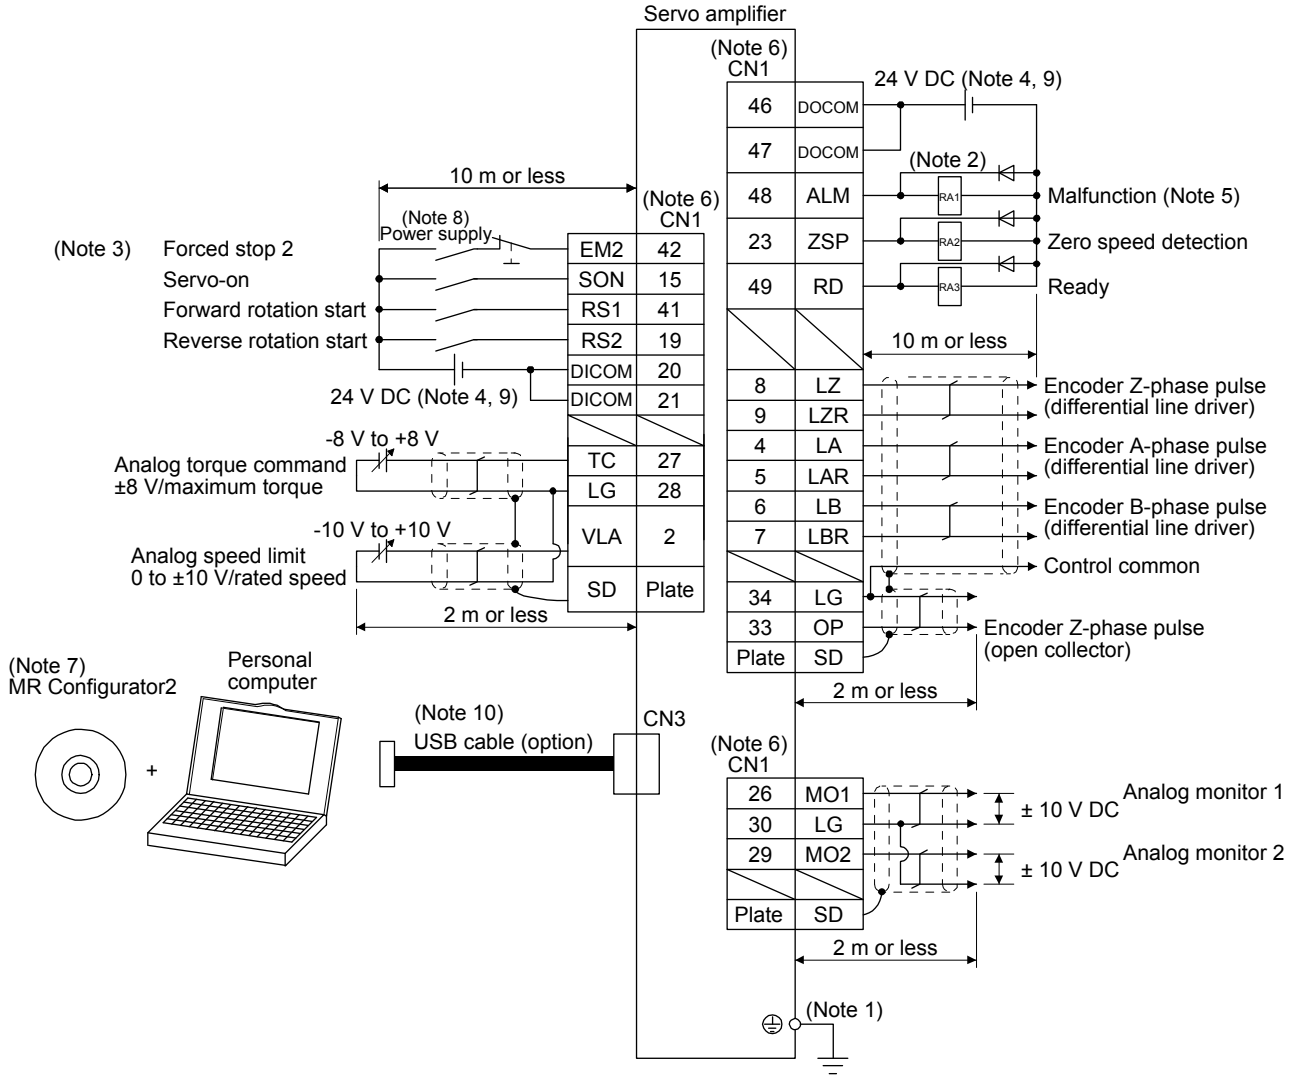 Servo amplifier
(Note 6)
CN1
24 V DC (Note 4, 9)
46 DOCOM
47 DOCOM
(Note 2)
48 ALM RA1 Malfunction (Note 5)
23 ZSP RA2 Zero speed detection
49 RD RA3 Ready
10 m or less
8 LZ Encoder Z-phase pulse
(differential line driver)
9 LZR
4 LA Encoder A-phase pulse
(differential line driver)
5 LAR
6 LB Encoder B-phase pulse
(differential line driver)
7 LBR
Control common
34 LG
33 OP Encoder Z-phase pulse
(open collector)
Plate SD
2 m or less
10 m or less
(Note 6)
CN1
(Note 8)
Power supply
(Note 3) Forced stop 2 EM2 42
Servo-on SON 15
Forward rotation start RS1 41
Reverse rotation start RS2 19
DICOM 20
24 V DC (Note 4, 9) DICOM 21
-8 V to +8 V
Analog torque command
±8 V/maximum torque
TC 27
LG 28
-10 V to +10 V
Analog speed limit
0 to ±10 V/rated speed
VLA 2
SD Plate
2 m or less
(Note 7)
MR Configurator2
+
Personal
computer
(Note 10)
USB cable (option)
CN3
(Note 6)
CN1
26 MO1 Analog monitor 1
± 10 V DC
30 LG
29 MO2 Analog monitor 2
± 10 V DC
Plate SD
2 m or less
(Note 1)